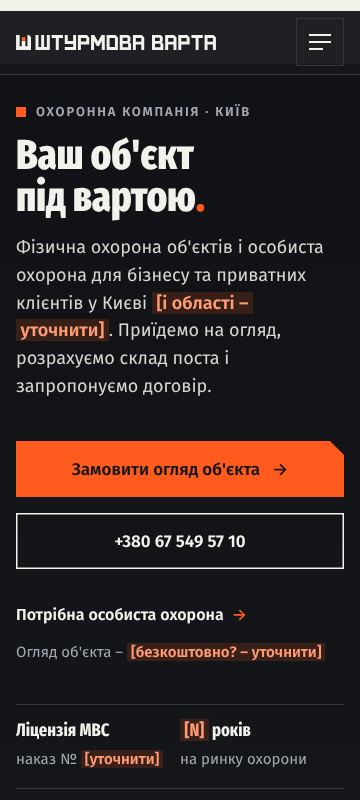 ШТУРМОВА ВАРТА
ОХОРОННА КОМПАНІЯ · КИЇВ
Ваш об'єкт
під вартою.
Фізична охорона об'єктів і особиста
охорона для бізнесу та приватних
клієнтів у Києві [і області –
уточнити]. Приїдемо на огляд,
розрахуємо склад поста і
запропонуємо договір.
Замовити огляд об'єкта →
+380 67 549 57 10
Потрібна особиста охорона →
Огляд об'єкта – [безкоштовно? – уточнити]
Ліцензія МВС
наказ № [уточнити]
[N] років
на ринку охорони